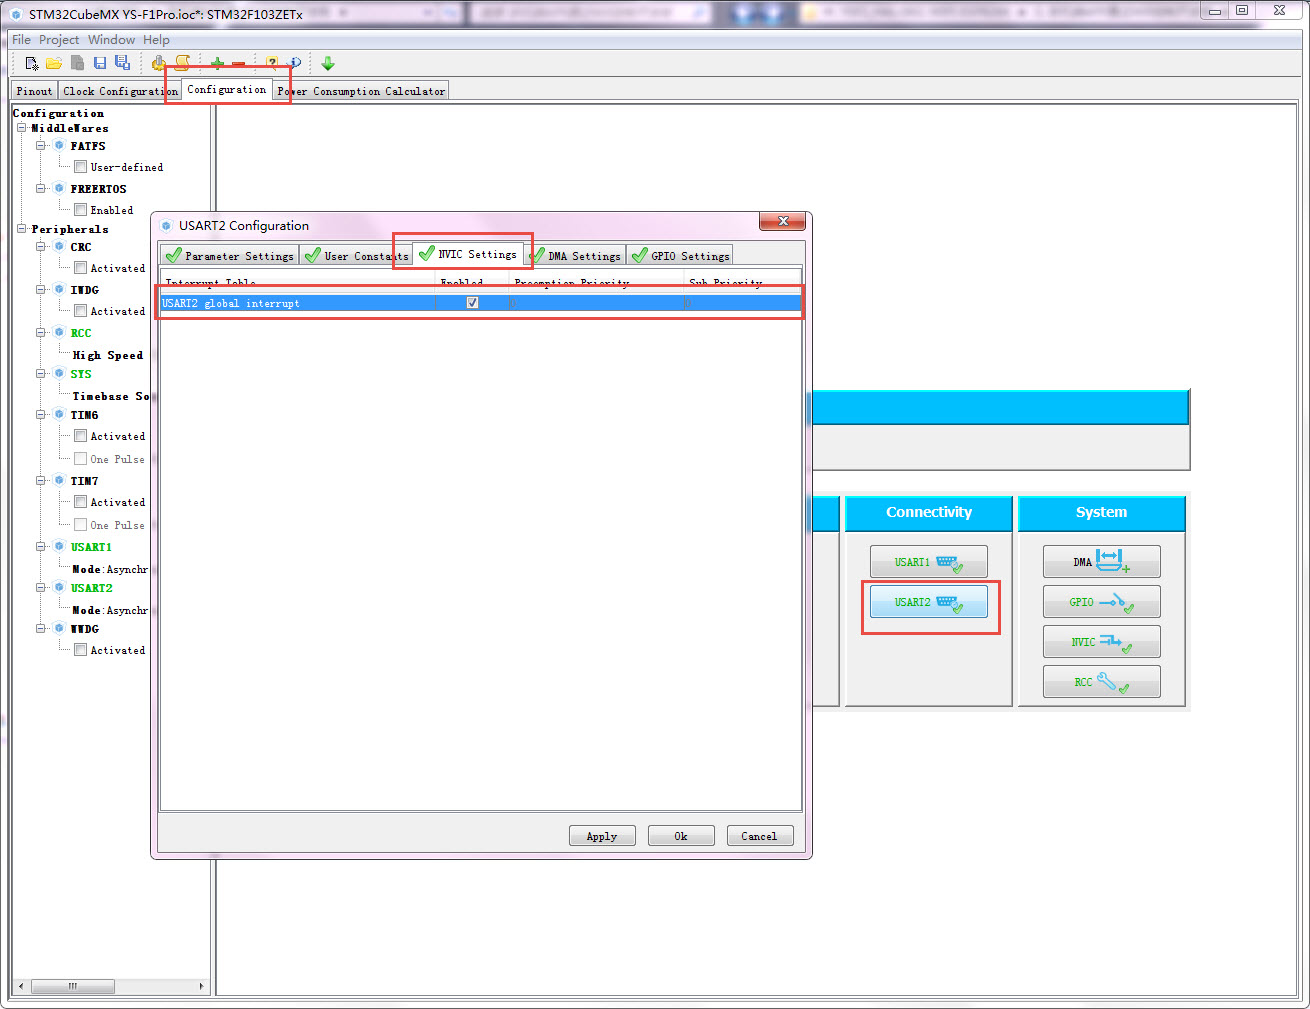 STM32CubeMX YS-F1Pro.ioc*: STM32F103ZETx
File Project Window Help
Pinout Clock Configuration Configuration Power Consumption Calculator
Configuration
MiddleWares
FATFS
User-defined
FREERTOS
Enabled
Peripherals
CRC
Activated
IWDG
Activated
RCC
High Speed
SYS
Timebase So
TIM6
Activated
One Pulse
TIM7
Activated
One Pulse
USART1
Mode:Asynchr
USART2
Mode:Asynchr
WWDG
Activated
USART2 Configuration
Parameter Settings User Constants NVIC Settings DMA Settings GPIO Settings
Interrupt Table Enabled Preemption Priority Sub Priority
USART2 global interrupt 0 0
Apply Ok Cancel
Connectivity
USART1
USART2
System
DMA
GPIO
NVIC
RCC